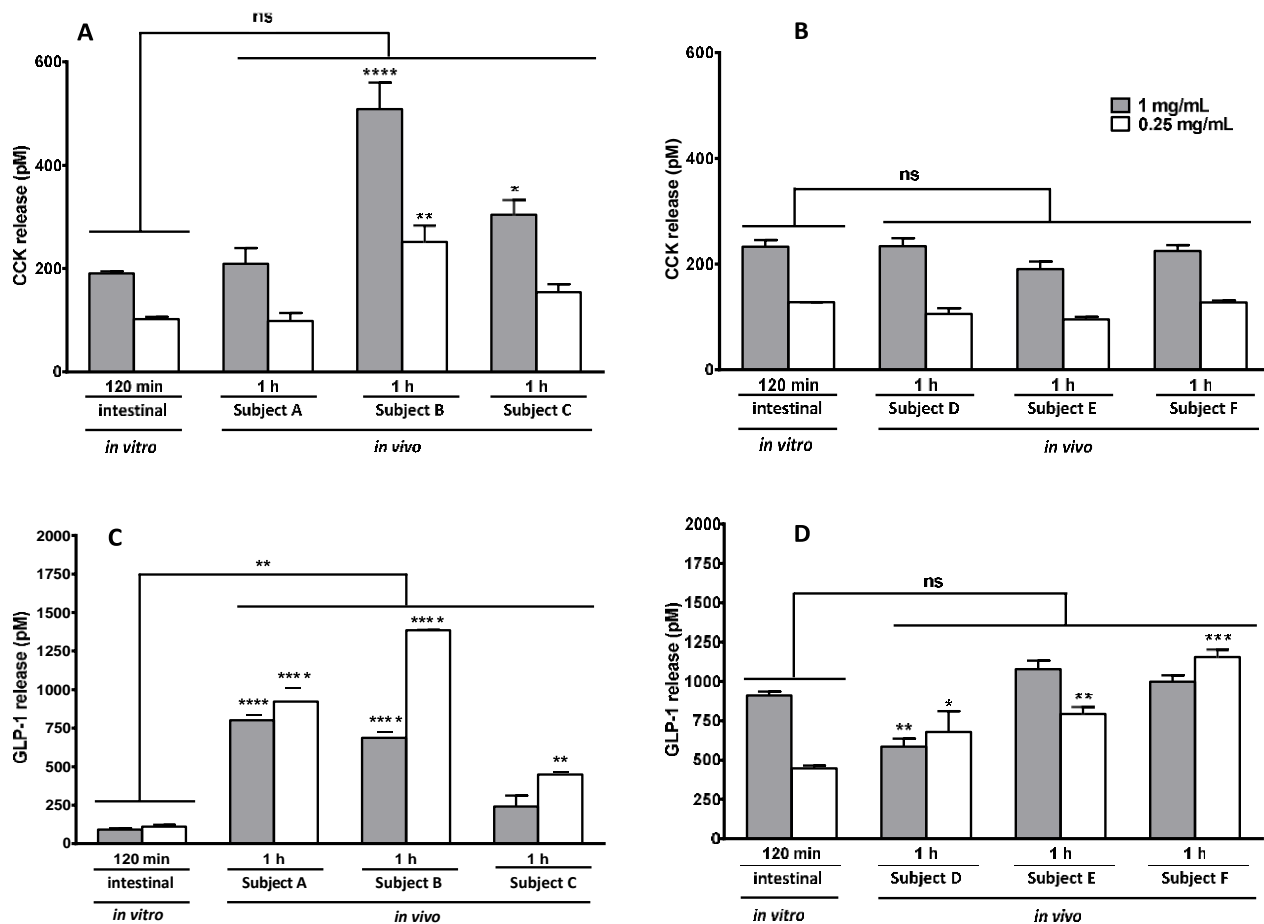 A
ns
600
400
200
0
CCK release (pM)
****
**
*
120 min
1 h
1 h
1 h
intestinal
Subject A
Subject B
Subject C
in vitro
in vivo
B
600
400
200
0
CCK release (pM)
1 mg/mL
0.25 mg/mL
ns
120 min
1 h
1 h
1 h
intestinal
Subject D
Subject E
Subject F
in vitro
in vivo
C
2000
1750
1500
1250
1000
750
500
250
0
GLP-1 release (pM)
**
****
****
****
****
**
120 min
1 h
1 h
1 h
intestinal
Subject A
Subject B
Subject C
in vitro
in vivo
D
2000
1750
1500
1250
1000
750
500
250
0
GLP-1 release (pM)
ns
**
*
**
***
120 min
1 h
1 h
1 h
intestinal
Subject D
Subject E
Subject F
in vitro
in vivo